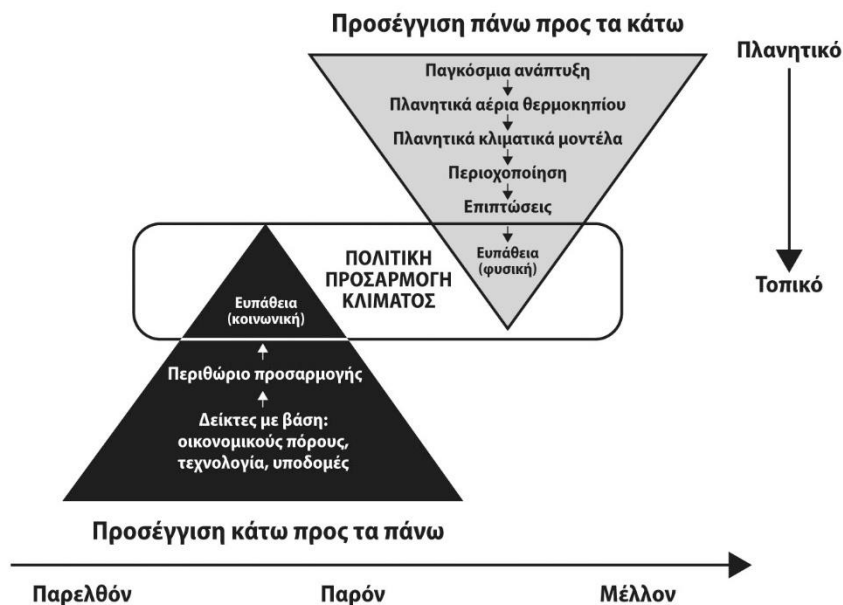 Προσέγγιση πάνω προς τα κάτω
Πλανητικό
Παγκόσμια ανάπτυξη
Πλανητικά αέρια θερμοκηπίου
Πλανητικά κλιματικά μοντέλα
Περιοχοποίηση
Επιπτώσεις
Ευπάθεια
(φυσική)
Τοπικό
ΠΟΛΙΤΙΚΗ
ΠΡΟΣΑΡΜΟΓΗ
ΚΛΙΜΑΤΟΣ
Ευπάθεια
(κοινωνική)
Περιθώριο προσαρμογής
Δείκτες με βάση:
οικονομικούς πόρους,
τεχνολογία, υποδομές
Προσέγγιση κάτω προς τα πάνω
Παρελθόν
Παρόν
Μέλλον